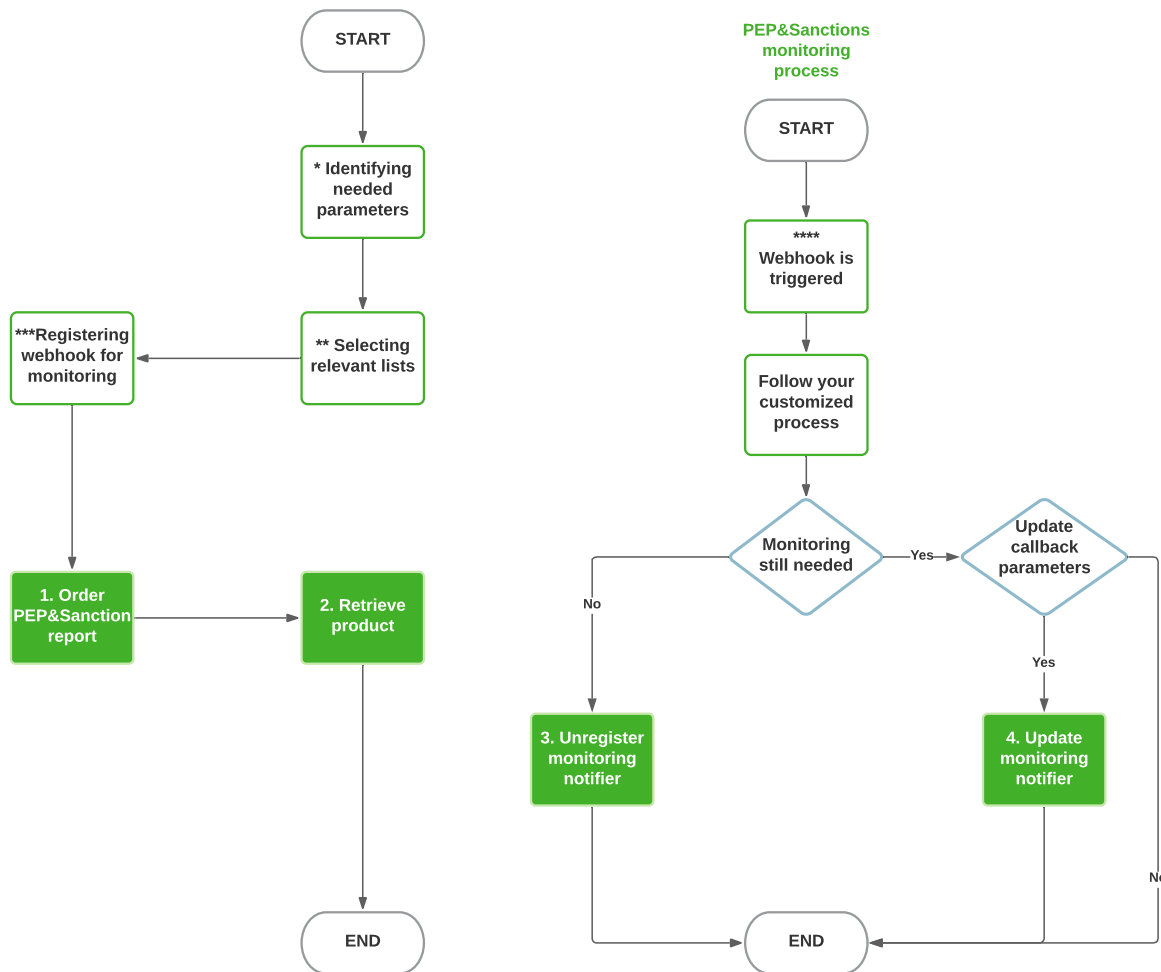 START
* Identifying
needed
parameters
** Selecting
relevant lists
***Registering
webhook for
monitoring
1. Order
PEP&Sanction
report
2. Retrieve
product
END
PEP&Sanctions
monitoring
process
START
****
Webhook is
triggered
Follow your
customized
process
Monitoring
still needed
Yes
Update
callback
parameters
No
Yes
3. Unregister
monitoring
notifier
4. Update
monitoring
notifier
No
END